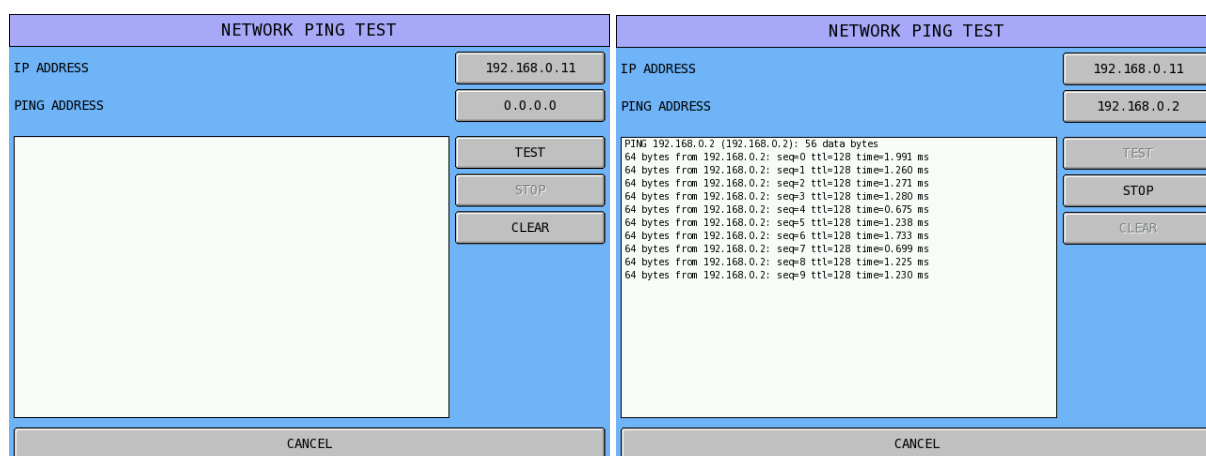 NETWORK PING TEST
IP ADDRESS
192.168.0.11
PING ADDRESS
0.0.0.0
TEST
STOP
CLEAR
CANCEL
NETWORK PING TEST
IP ADDRESS
192.168.0.11
PING ADDRESS
192.168.0.2
PING 192.168.0.2 (192.168.0.2): 56 data bytes
64 bytes from 192.168.0.2: seq=0 ttl=128 time=1.991 ms
64 bytes from 192.168.0.2: seq=1 ttl=128 time=1.260 ms
64 bytes from 192.168.0.2: seq=2 ttl=128 time=1.271 ms
64 bytes from 192.168.0.2: seq=3 ttl=128 time=1.280 ms
64 bytes from 192.168.0.2: seq=4 ttl=128 time=0.675 ms
64 bytes from 192.168.0.2: seq=5 ttl=128 time=1.238 ms
64 bytes from 192.168.0.2: seq=6 ttl=128 time=1.733 ms
64 bytes from 192.168.0.2: seq=7 ttl=128 time=0.699 ms
64 bytes from 192.168.0.2: seq=8 ttl=128 time=1.225 ms
64 bytes from 192.168.0.2: seq=9 ttl=128 time=1.230 ms
TEST
STOP
CLEAR
CANCEL